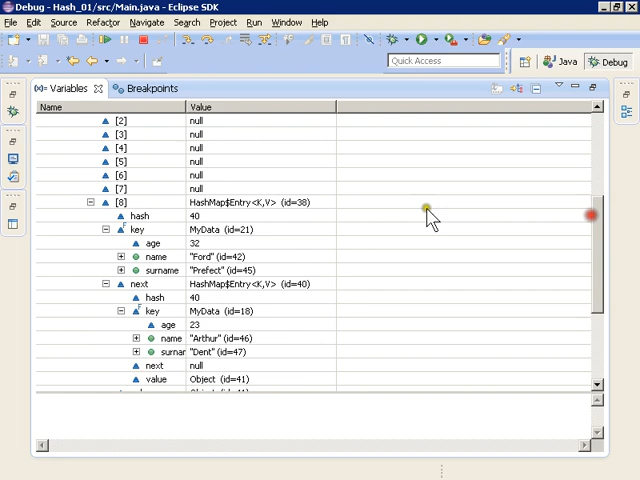 Debug - Hash_01/src/Main.java - Eclipse SDK
File Edit Source Refactor Navigate Search Project Run Window Help
Quick Access Java Debug
(x)= Variables Breakpoints
Name Value
[2] null
[3] null
[4] null
[5] null
[6] null
[7] null
[8] HashMap$Entry<K,V> (id=38)
hash 40
key MyData (id=21)
age 32
name "Ford" (id=42)
surname "Prefect" (id=45)
next HashMap$Entry<K,V> (id=40)
hash 40
key MyData (id=18)
age 23
name "Arthur" (id=46)
surnar "Dent" (id=47)
next null
value Object (id=41)